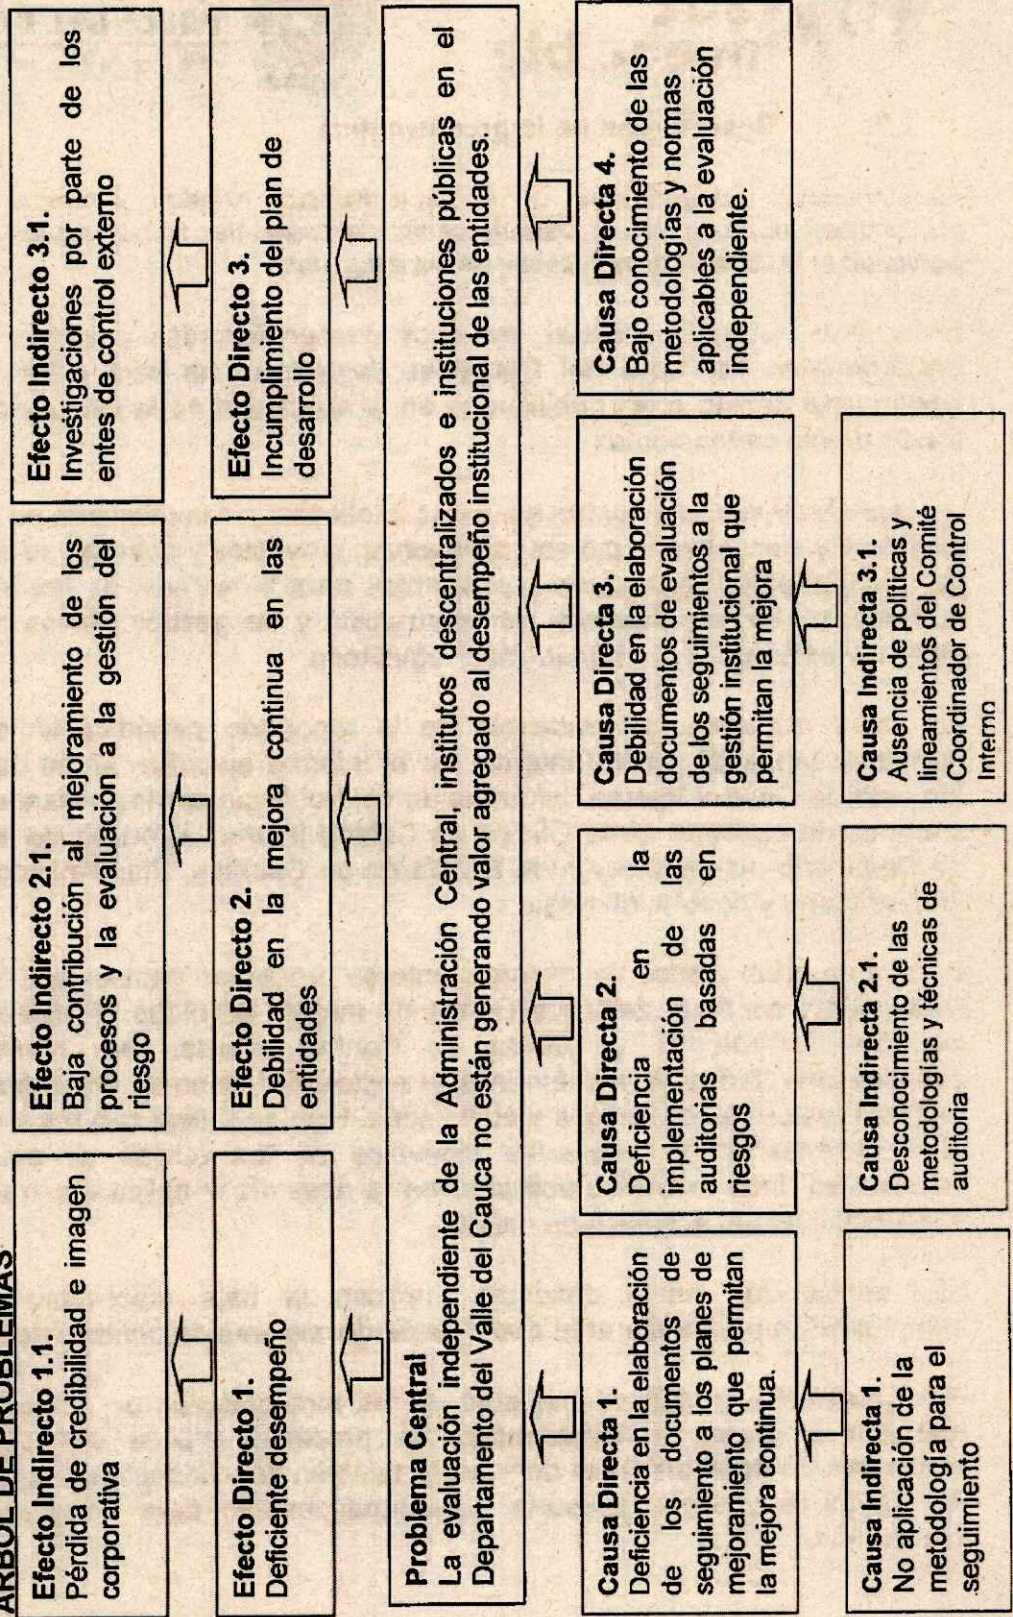 ARBOL DE PROBLEMAS
Efecto Indirecto 1.1.
Pérdida de credibilidad e imagen
corporativa
Efecto Indirecto 2.1.
Baja contribución al mejoramiento de los
procesos y la evaluación a la gestión del
riesgo
Efecto Indirecto 3.1.
Investigaciones por parte de los
entes de control externo
Efecto Directo 1.
Deficiente desempeño
Efecto Directo 2.
Debilidad en la mejora continua en las
entidades
Efecto Directo 3.
Incumplimiento del plan de
desarrollo
Problema Central
La evaluación independiente de la Administración Central, institutos descentralizados e instituciones públicas en el
Departamento del Valle del Cauca no están generando valor agregado al desempeño institucional de las entidades.
Causa Directa 1.
Deficiencia en la elaboración
de los documentos de
seguimiento a los planes de
mejoramiento que permitan
la mejora continua.
Causa Directa 2.
Deficiencia en la
implementación de las
auditorias basadas en
riesgos
Causa Directa 3.
Debilidad en la elaboración
documentos de evaluación
de los seguimientos a la
gestión institucional que
permitan la mejora
Causa Directa 4.
Bajo conocimiento de las
metodologías y normas
aplicables a la evaluación
independiente.
Causa Indirecta 1.
No aplicación de la
metodología para el
seguimiento
Causa Indirecta 2.1.
Desconocimiento de las
metodologías y técnicas de
auditoria
Causa Indirecta 3.1.
Ausencia de políticas y
lineamientos del Comité
Coordinador de Control
Interno